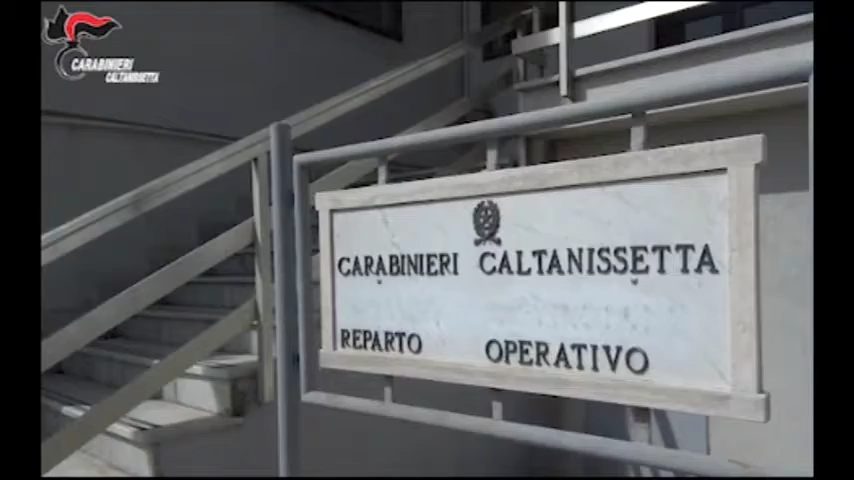 CARABINIERI
CALTANISSETTA
CARABINIERI CALTANISSETTA
REPARTO OPERATIVO